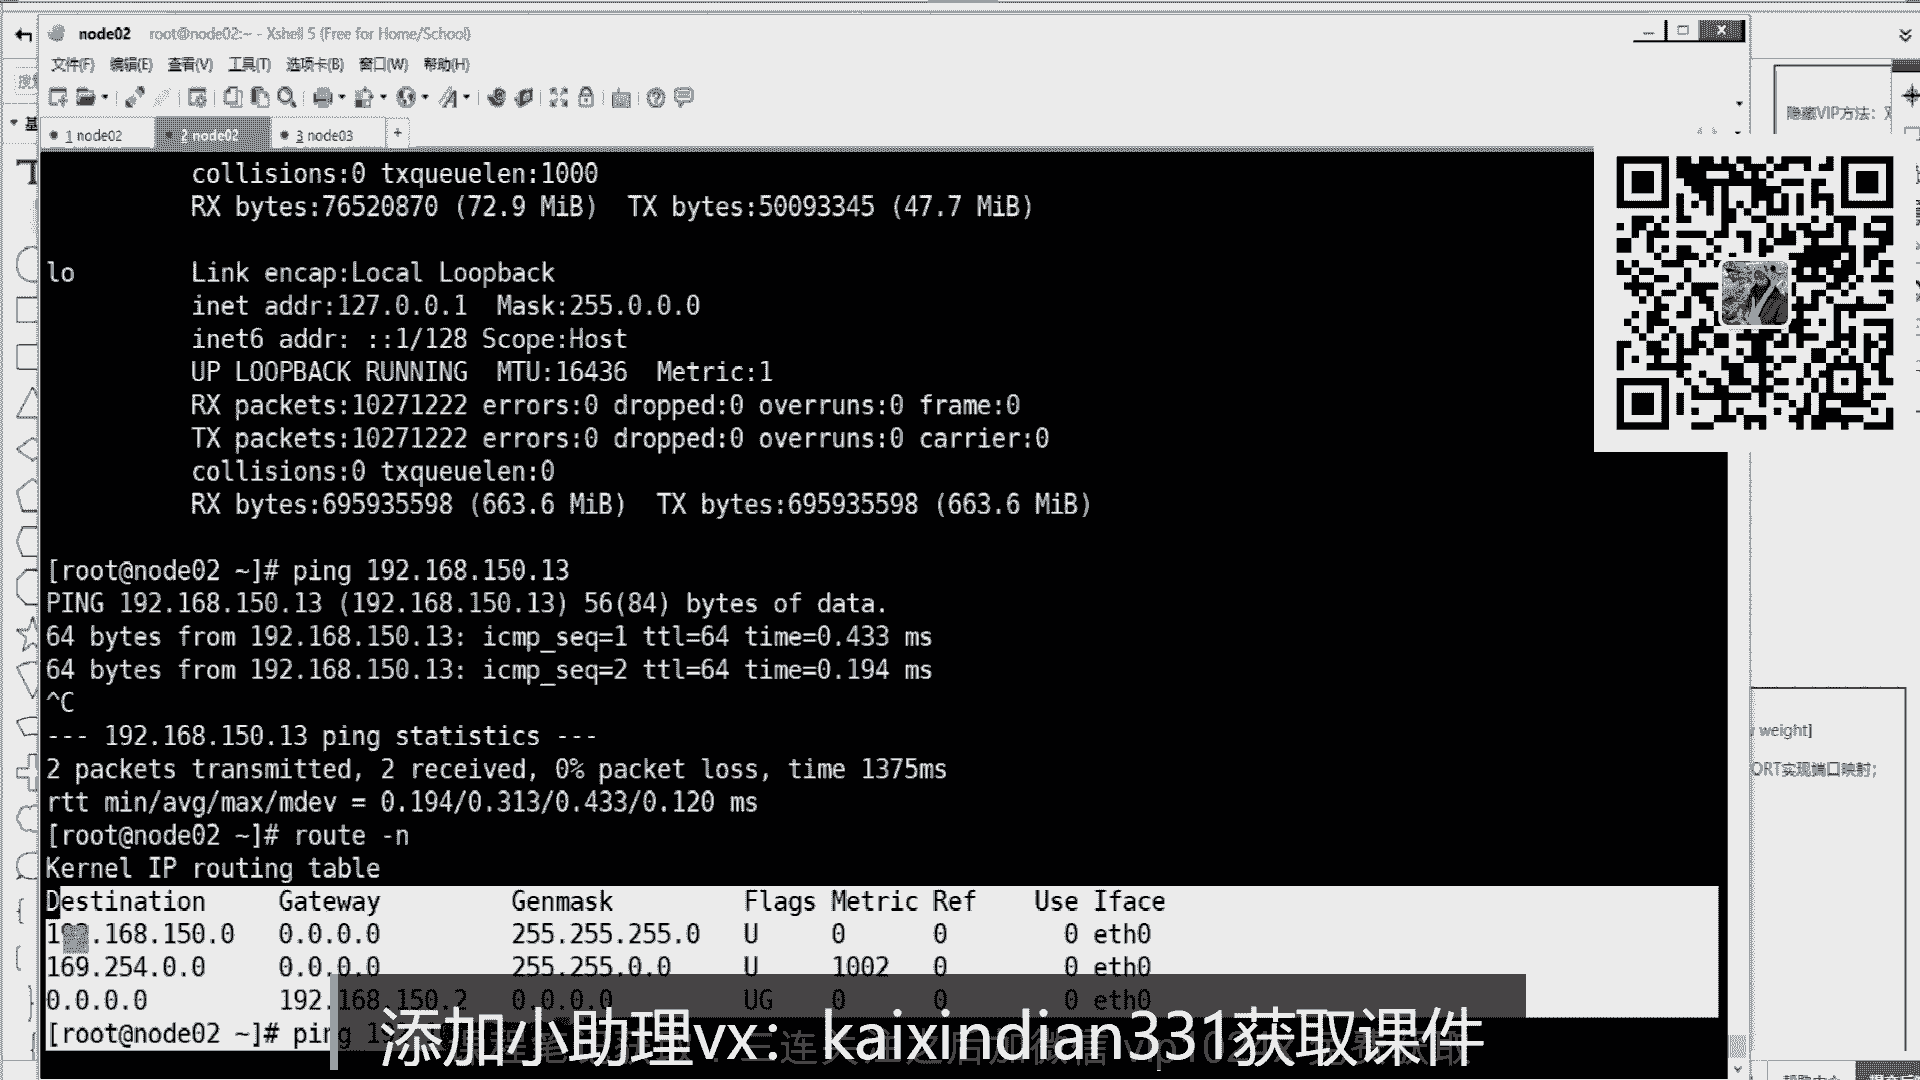 node02 root@node02:~ - Xshell 5 (Free for Home/School)
文件(F) 编辑(E) 查看(V) 工具(T) 选项卡(B) 窗口(W) 帮助(H)
1 node02 2 node02 3 node03 +
隐藏VIP方法:
collisions:0 txqueuelen:1000
RX bytes:76520870 (72.9 MiB) TX bytes:50093345 (47.7 MiB)
lo Link encap:Local Loopback
inet addr:127.0.0.1 Mask:255.0.0.0
inet6 addr: ::1/128 Scope:Host
UP LOOPBACK RUNNING MTU:16436 Metric:1
RX packets:10271222 errors:0 dropped:0 overruns:0 frame:0
TX packets:10271222 errors:0 dropped:0 overruns:0 carrier:0
collisions:0 txqueuelen:0
RX bytes:695935598 (663.6 MiB) TX bytes:695935598 (663.6 MiB)
[root@node02 ~]# ping 192.168.150.13
PING 192.168.150.13 (192.168.150.13) 56(84) bytes of data.
64 bytes from 192.168.150.13: icmp_seq=1 ttl=64 time=0.433 ms
64 bytes from 192.168.150.13: icmp_seq=2 ttl=64 time=0.194 ms
^C
--- 192.168.150.13 ping statistics ---
2 packets transmitted, 2 received, 0% packet loss, time 1375ms
rtt min/avg/max/mdev = 0.194/0.313/0.433/0.120 ms
[root@node02 ~]# route -n
Kernel IP routing table
Destination Gateway Genmask Flags Metric Ref Use Iface
192.168.150.0 0.0.0.0 255.255.255.0 U 0 0 0 eth0
169.254.0.0 0.0.0.0 255.255.0.0 U 1002 0 0 eth0
0.0.0.0 192.168.150.2 0.0.0.0 UG 0 0 0 eth0
[root@node02 ~]# ping
weight]
ORT实现端口映射;
添加小助理vx：kaixindian331获取课件